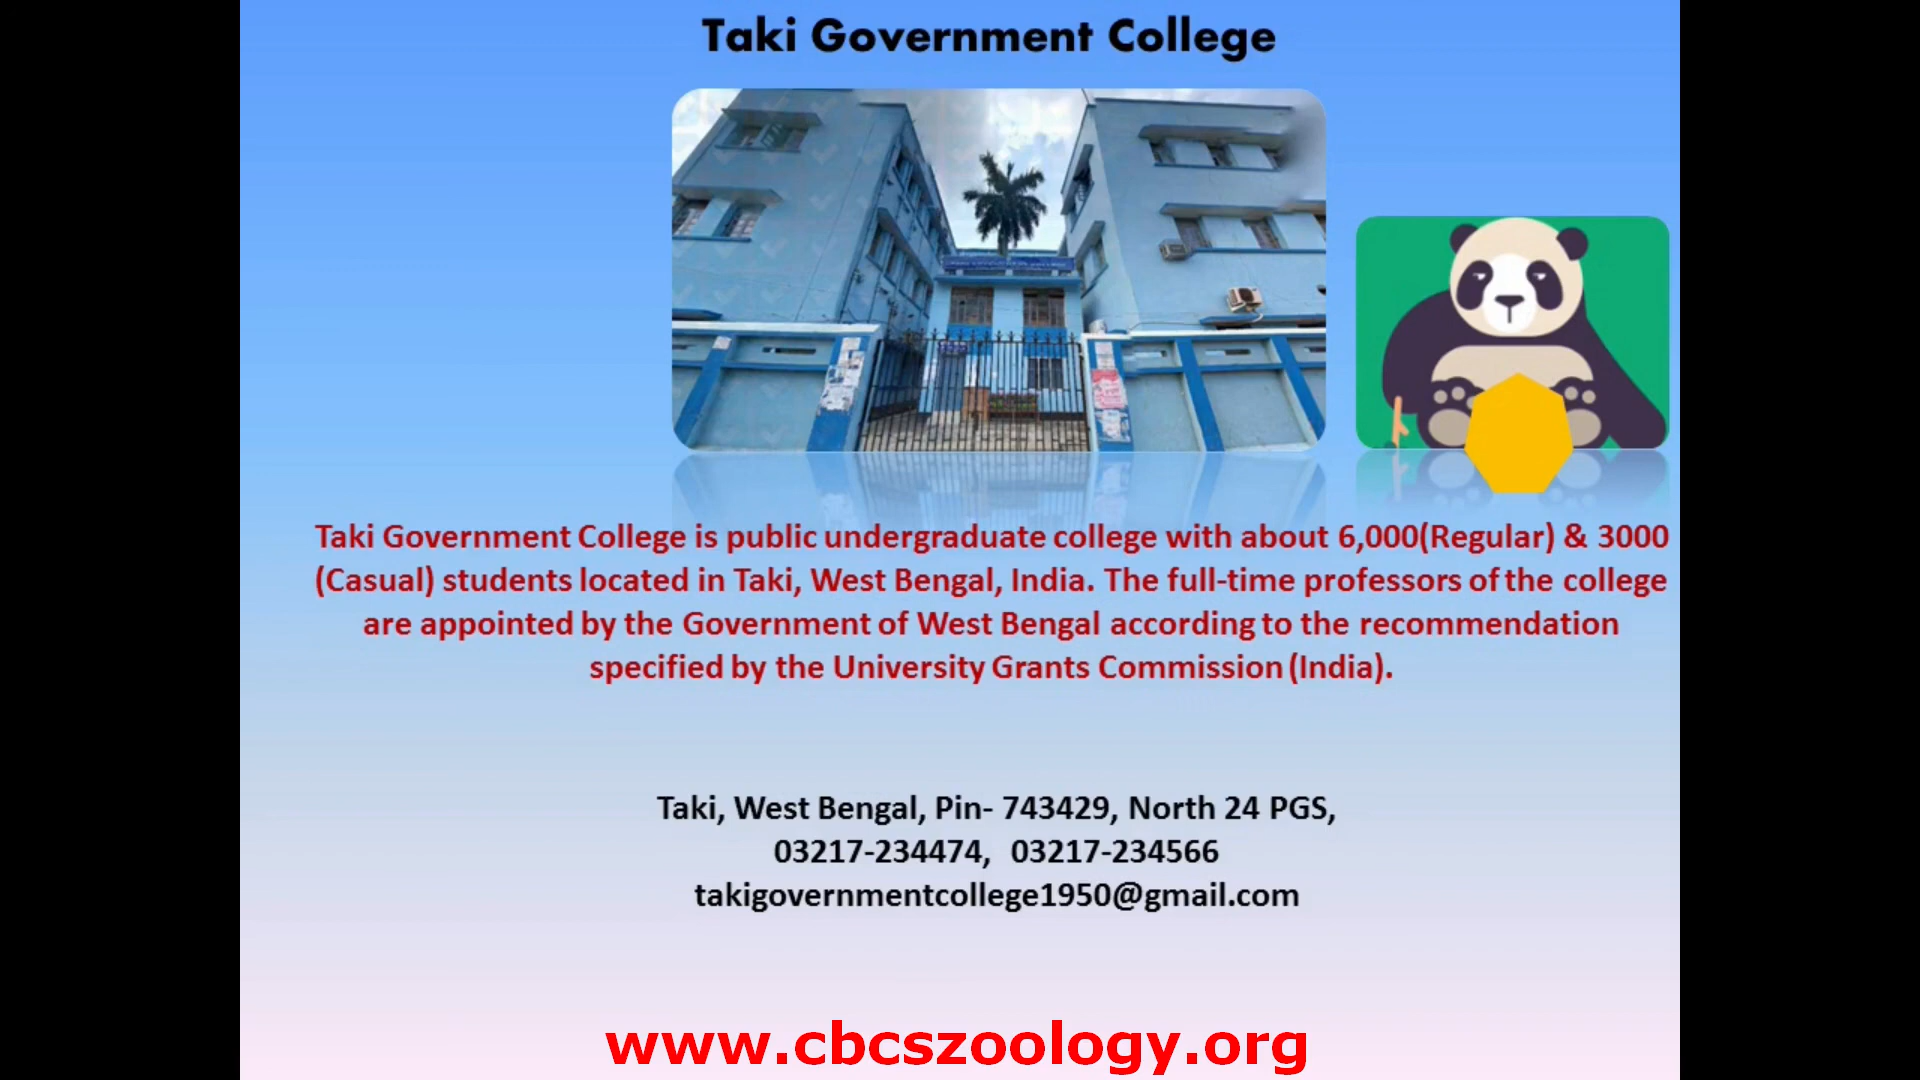 Taki Government College
Taki Government College is public undergraduate college with about 6,000(Regular) & 3000
(Casual) students located in Taki, West Bengal, India. The full-time professors of the college
are appointed by the Government of West Bengal according to the recommendation
specified by the University Grants Commission (India).
Taki, West Bengal, Pin- 743429, North 24 PGS,
03217-234474, 03217-234566
takigovernmentcollege1950@gmail.com
www.cbcszoology.org